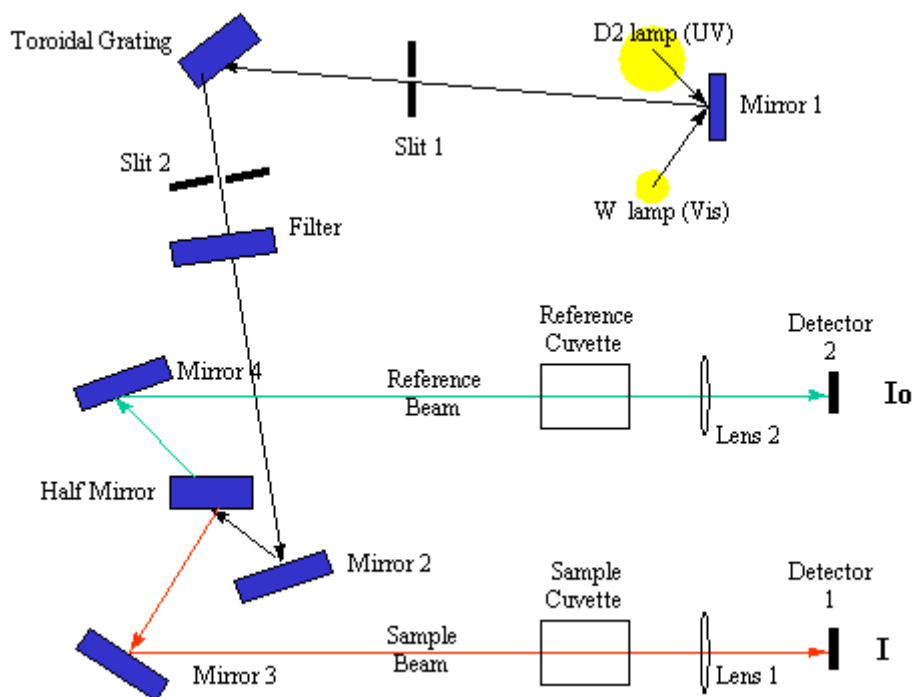 Toroidal Grating
D2 lamp (UV)
Mirror 1
Slit 1
Slit 2
W lamp (Vis)
Filter
Reference
Cuvette
Detector
2
Mirror 4
Reference
Beam
Io
Lens 2
Half Mirror
Mirror 2
Sample
Cuvette
Detector
1
Sample
Beam
I
Mirror 3
Lens 1